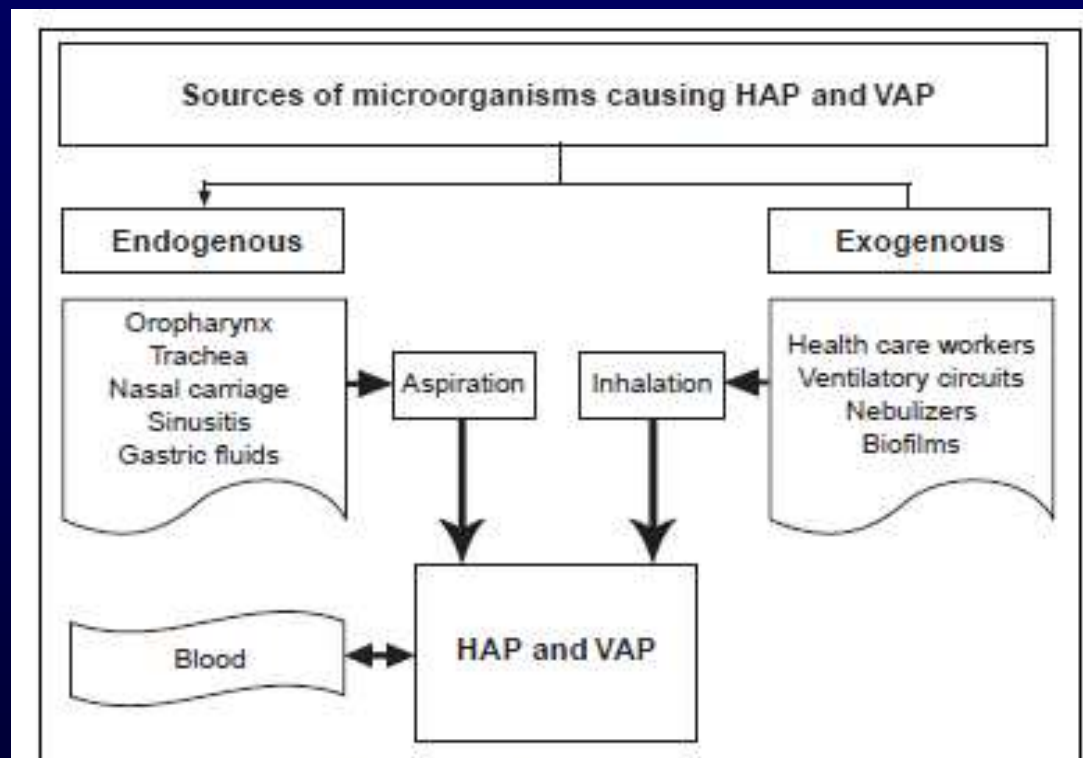 Sources of microorganisms causing HAP and VAP
Endogenous
Exogenous
Oropharynx
Trachea
Nasal carriage
Sinusitis
Gastric fluids
Aspiration
Inhalation
Health care workers
Ventilatory circuits
Nebulizers
Biofilms
Blood
HAP and VAP